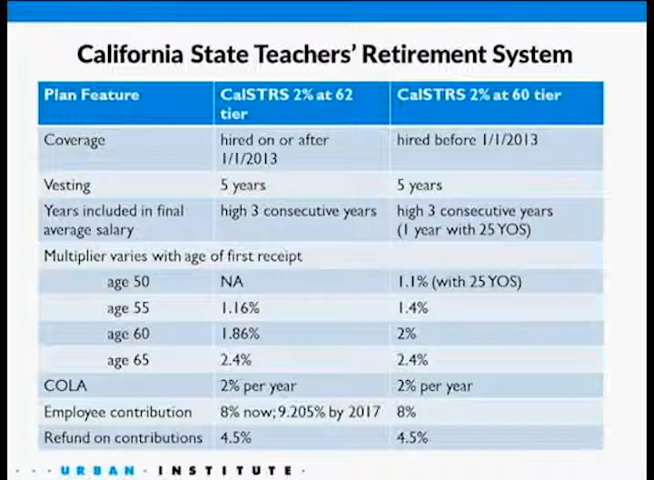 California State Teachers' Retirement System
Plan Feature CalSTRS 2% at 62 tier CalSTRS 2% at 60 tier
Coverage hired on or after 1/1/2013 hired before 1/1/2013
Vesting 5 years 5 years
Years included in final average salary high 3 consecutive years high 3 consecutive years (1 year with 25 YOS)
Multiplier varies with age of first receipt
age 50 NA 1.1% (with 25 YOS)
age 55 1.16% 1.4%
age 60 1.86% 2%
age 65 2.4% 2.4%
COLA 2% per year 2% per year
Employee contribution 8% now; 9.205% by 2017 8%
Refund on contributions 4.5% 4.5%
URBAN INSTITUTE